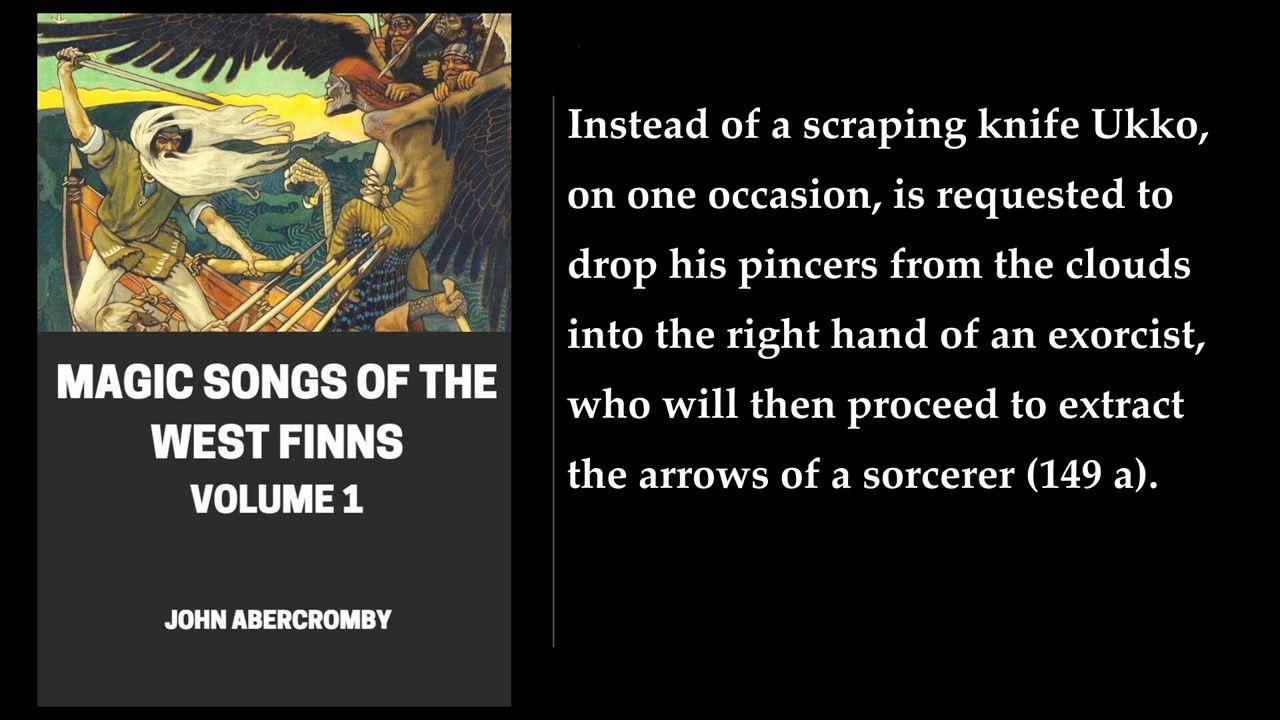 MAGIC SONGS OF THE
WEST FINNS
VOLUME 1
JOHN ABERCROMBY
Instead of a scraping knife Ukko,
on one occasion, is requested to
drop his pincers from the clouds
into the right hand of an exorcist,
who will then proceed to extract
the arrows of a sorcerer (149 a).